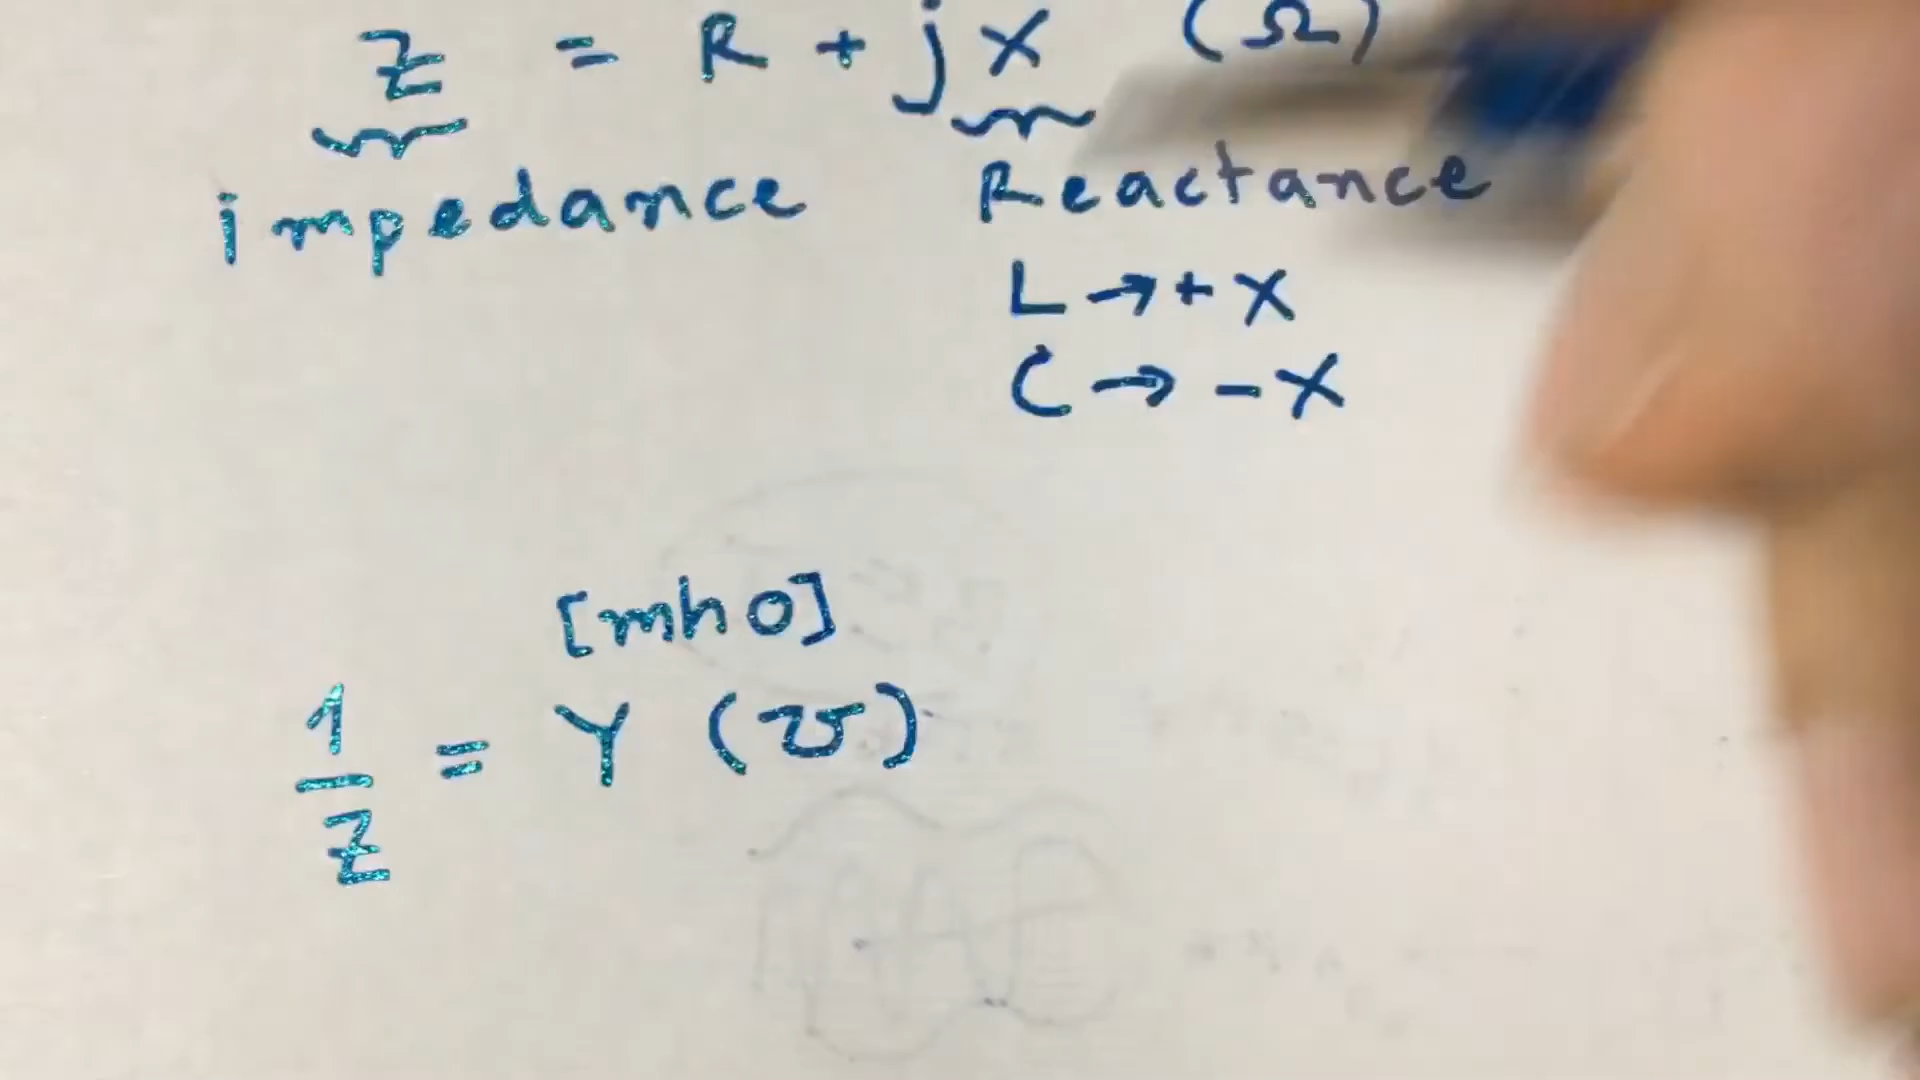 Z = R + jX (Ω)
impedance Reactance
L → + X
C → - X
[mho]
1/Z = Y (℧)